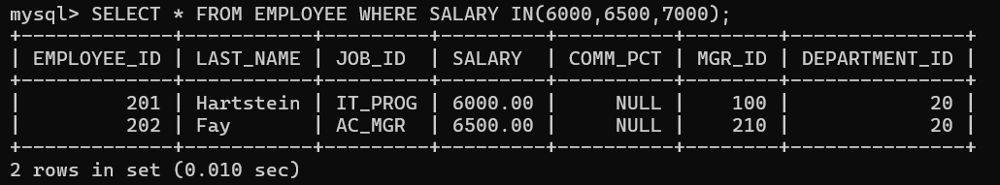 mysql> SELECT * FROM EMPLOYEE WHERE SALARY IN(6000,6500,7000);
+-------------+-----------+---------+---------+----------+--------+---------------+
| EMPLOYEE_ID | LAST_NAME | JOB_ID  | SALARY  | COMM_PCT | MGR_ID | DEPARTMENT_ID |
+-------------+-----------+---------+---------+----------+--------+---------------+
|         201 | Hartstein | IT_PROG | 6000.00 |     NULL |    100 |            20 |
|         202 | Fay       | AC_MGR  | 6500.00 |     NULL |    210 |            20 |
+-------------+-----------+---------+---------+----------+--------+---------------+
2 rows in set (0.010 sec)